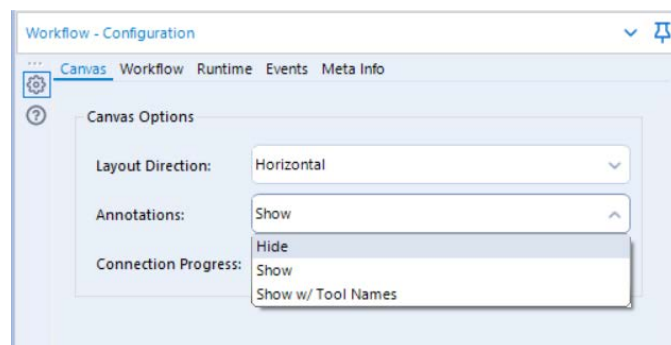 Workflow - Configuration
Canvas Workflow Runtime Events Meta Info
Canvas Options
Layout Direction: Horizontal
Annotations: Show
Hide
Connection Progress:
Show
Show w/ Tool Names